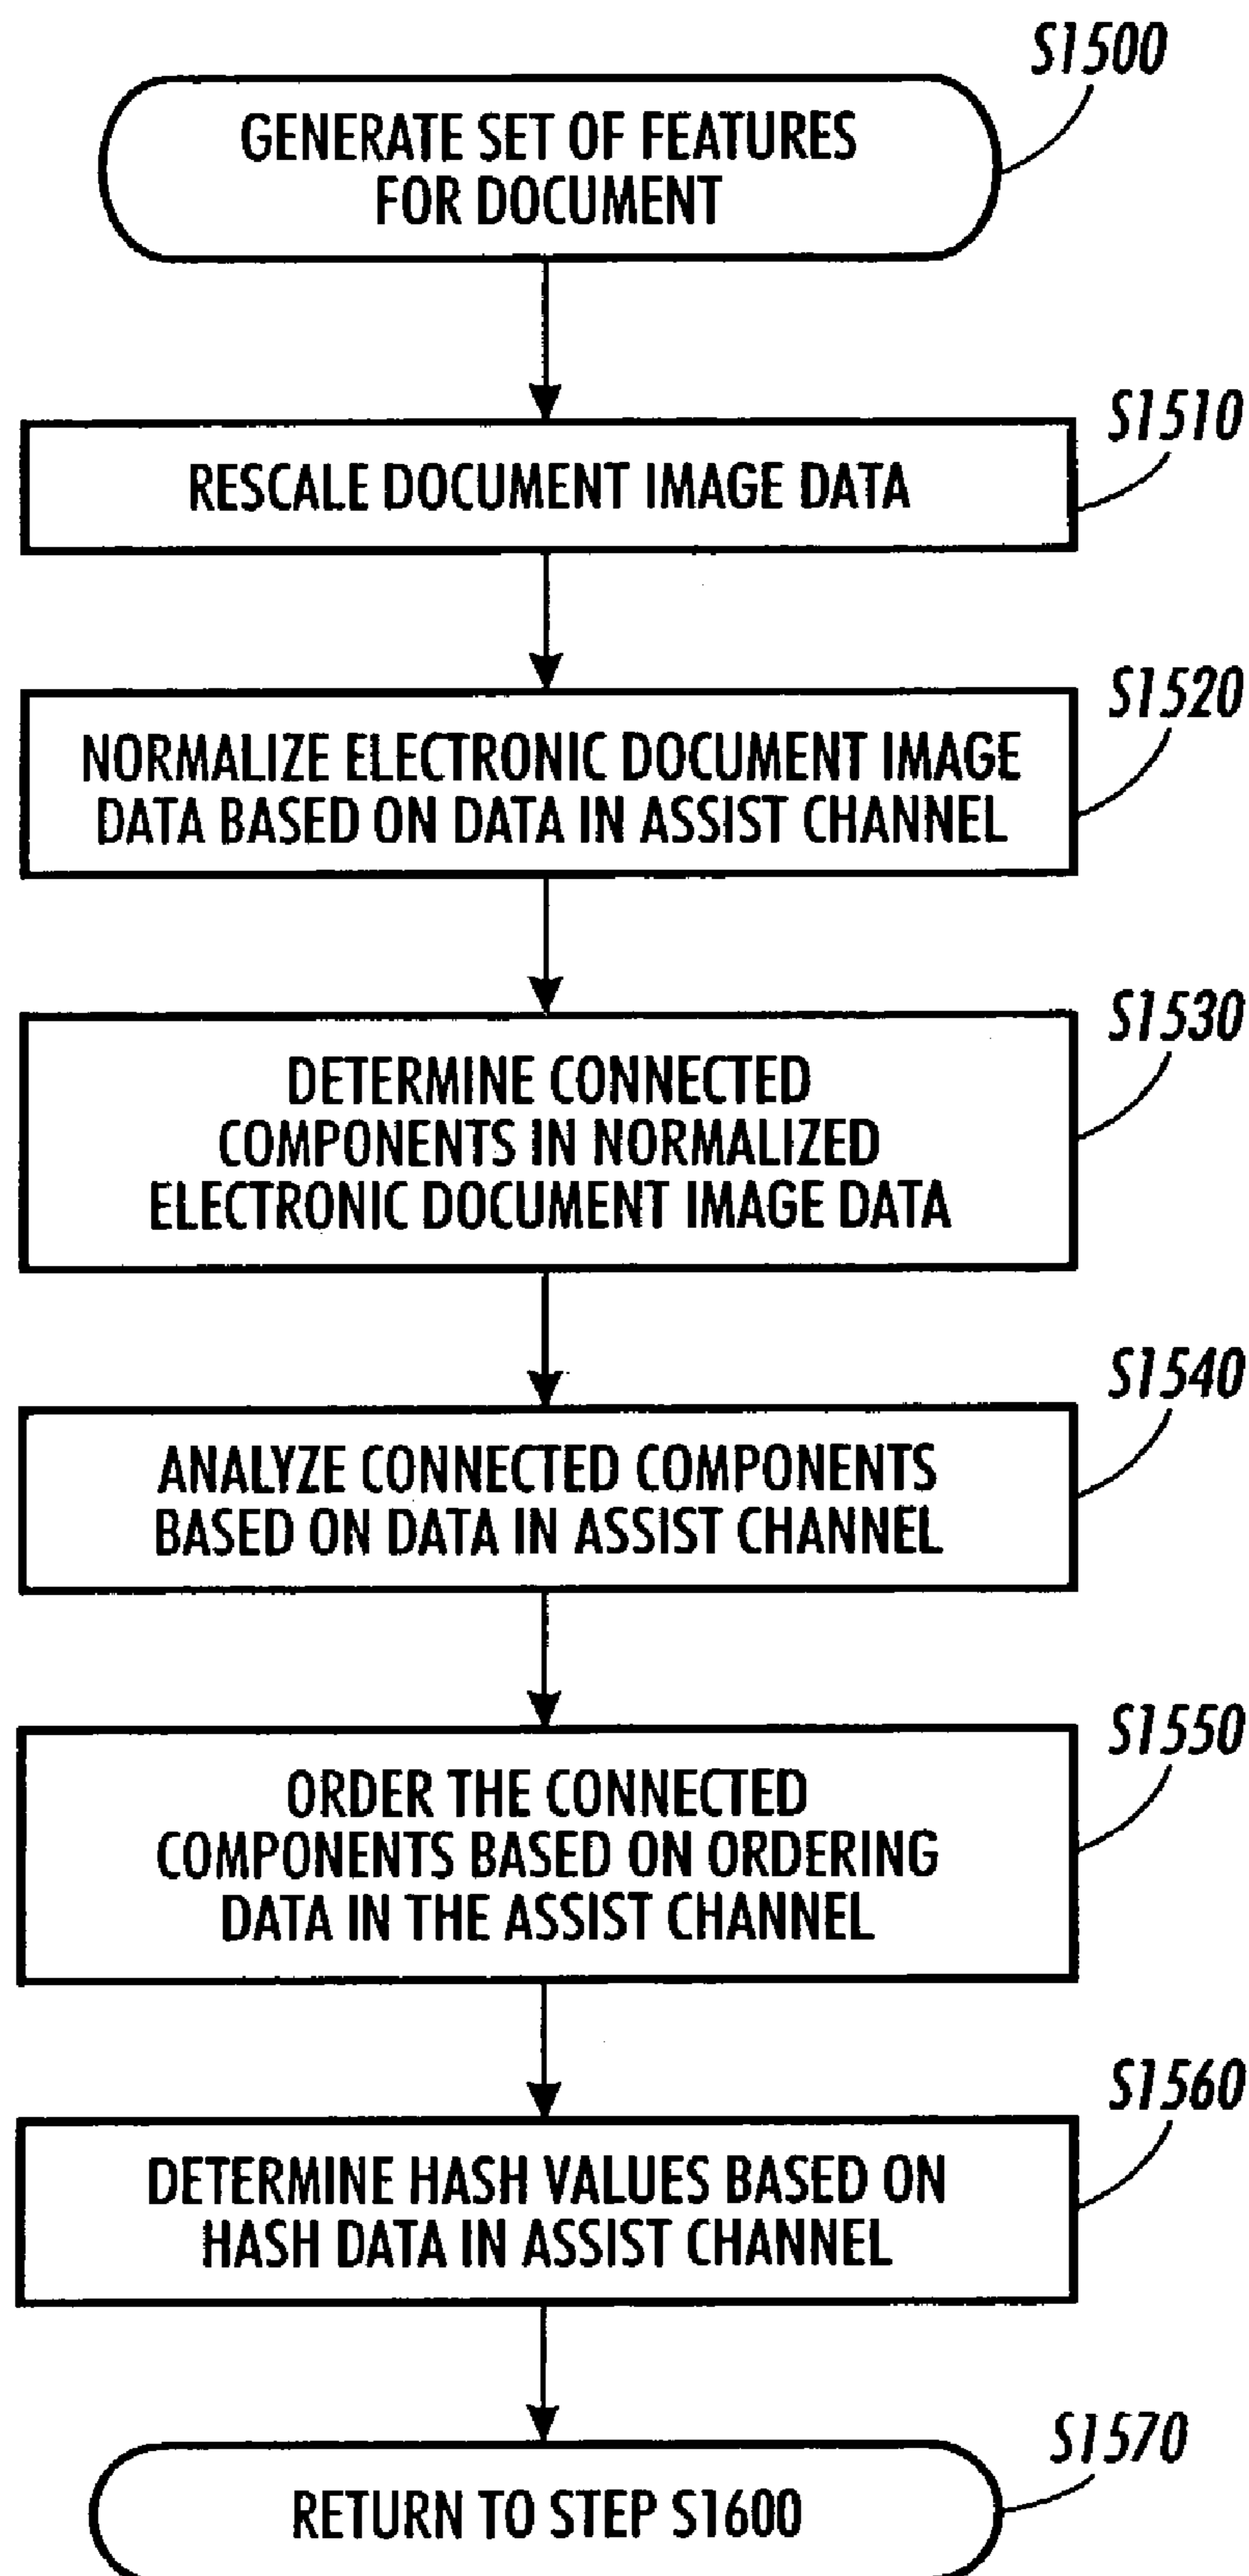 S1500
GENERATE SET OF FEATURES
FOR DOCUMENT
S1510
RESCALE DOCUMENT IMAGE DATA
S1520
NORMALIZE ELECTRONIC DOCUMENT IMAGE
DATA BASED ON DATA IN ASSIST CHANNEL
S1530
DETERMINE CONNECTED
COMPONENTS IN NORMALIZED
ELECTRONIC DOCUMENT IMAGE DATA
S1540
ANALYZE CONNECTED COMPONENTS
BASED ON DATA IN ASSIST CHANNEL
S1550
ORDER THE CONNECTED
COMPONENTS BASED ON ORDERING
DATA IN THE ASSIST CHANNEL
S1560
DETERMINE HASH VALUES BASED ON
HASH DATA IN ASSIST CHANNEL
S1570
RETURN TO STEP S1600